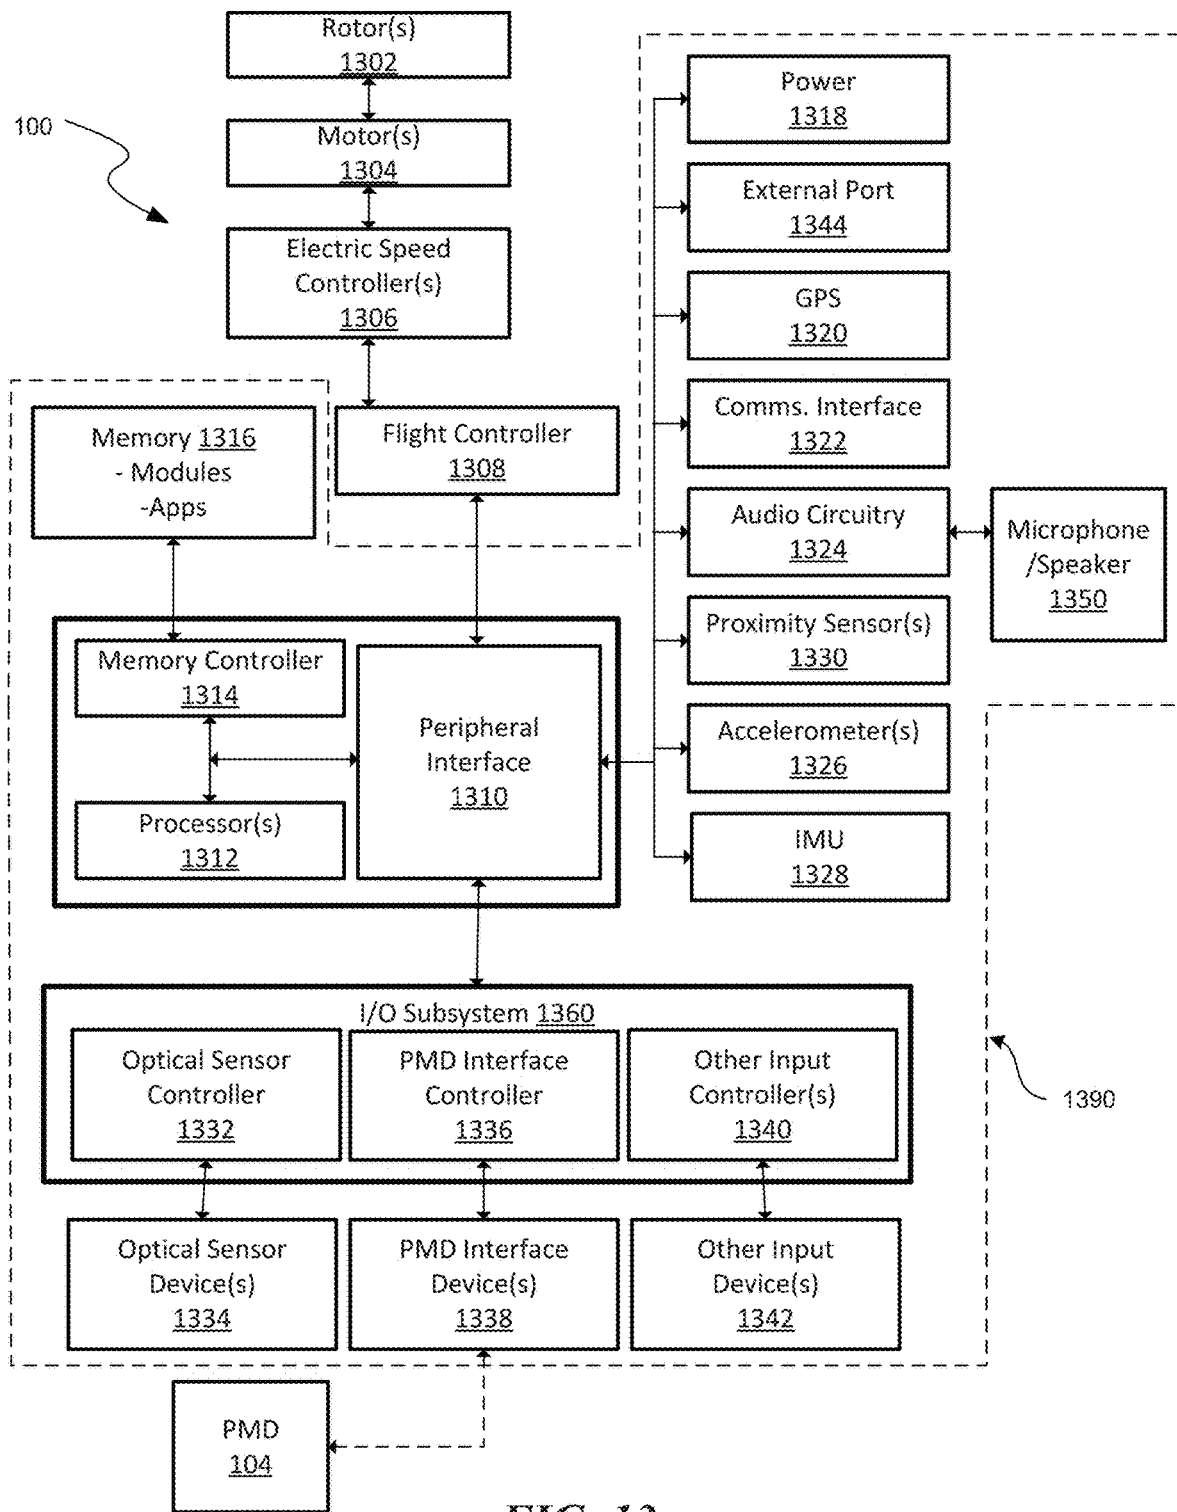 Rotor(s)
1302
100
Motor(s)
1304
Electric Speed
Controller(s)
1306
Memory 1316
- Modules
-Apps
Flight Controller
1308
Power
1318
External Port
1344
GPS
1320
Comms. Interface
1322
Audio Circuitry
1324
Microphone
/Speaker
1350
Proximity Sensor(s)
1330
Accelerometer(s)
1326
IMU
1328
Memory Controller
1314
Peripheral
Interface
1310
Processor(s)
1312
I/O Subsystem 1360
Optical Sensor
Controller
1332
PMD Interface
Controller
1336
Other Input
Controller(s)
1340
1390
Optical Sensor
Device(s)
1334
PMD Interface
Device(s)
1338
Other Input
Device(s)
1342
PMD
104
FIG. 13